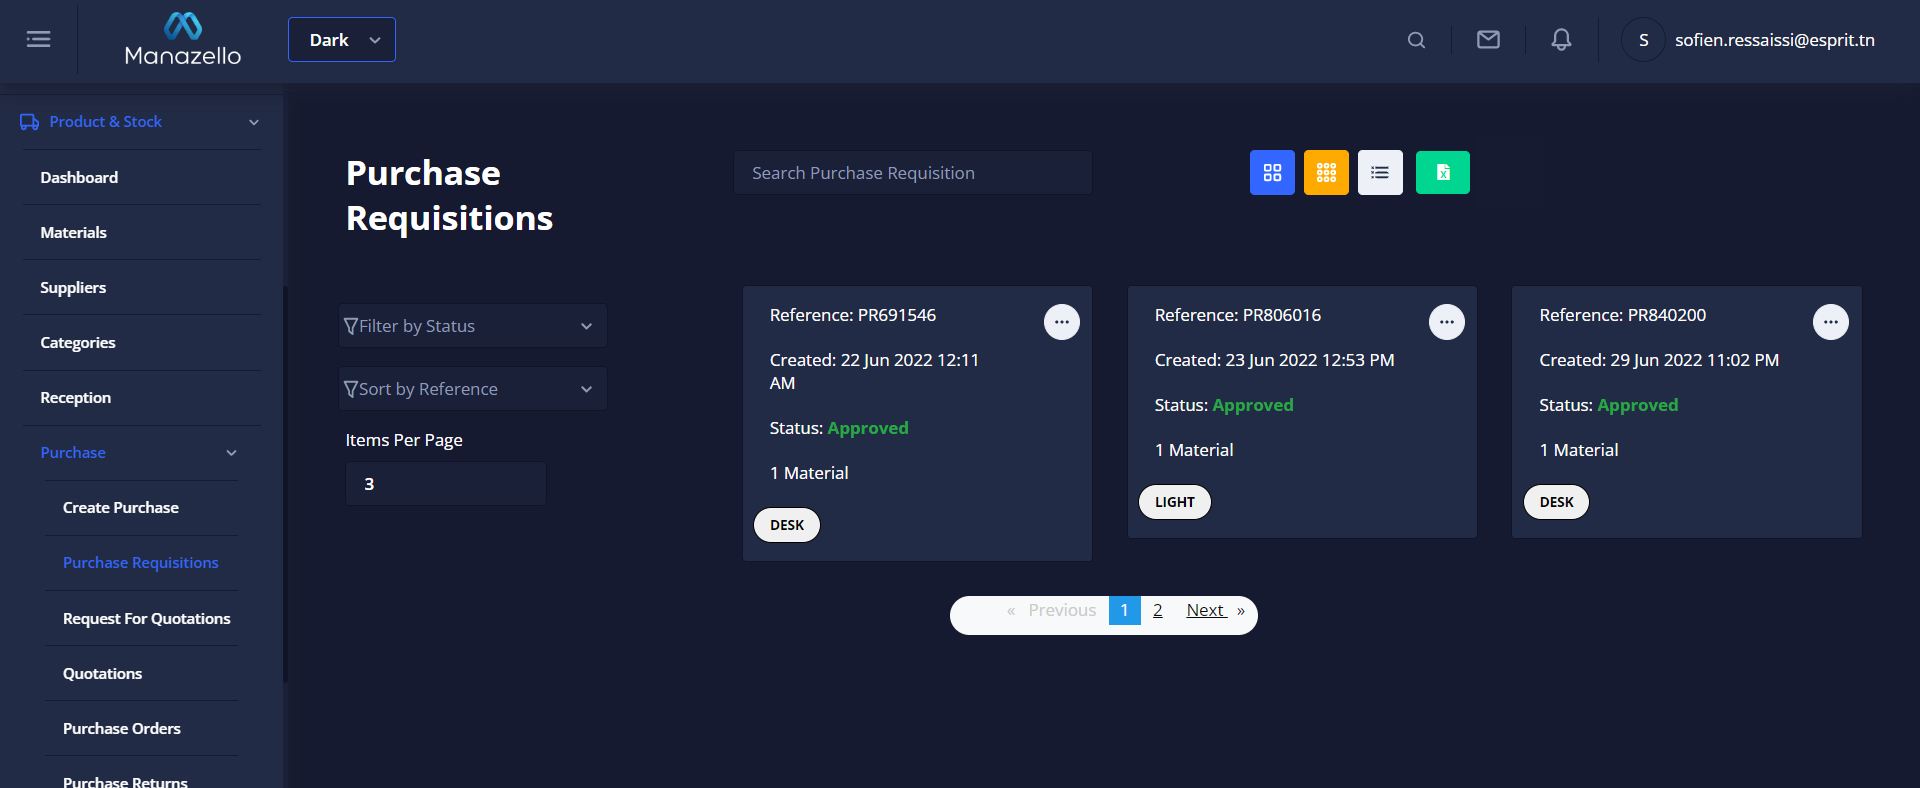 Manazello
Dark
S
sofien.ressaissi@esprit.tn
Product & Stock
Dashboard
Materials
Suppliers
Categories
Reception
Purchase
Create Purchase
Purchase Requisitions
Request For Quotations
Quotations
Purchase Orders
Purchase Returns
Purchase
Requisitions
Search Purchase Requisition
Filter by Status
Sort by Reference
Items Per Page
3
Reference: PR691546
Created: 22 Jun 2022 12:11
AM
Status: Approved
1 Material
DESK
Reference: PR806016
Created: 23 Jun 2022 12:53 PM
Status: Approved
1 Material
LIGHT
Reference: PR840200
Created: 29 Jun 2022 11:02 PM
Status: Approved
1 Material
DESK
« Previous 1 2 Next »